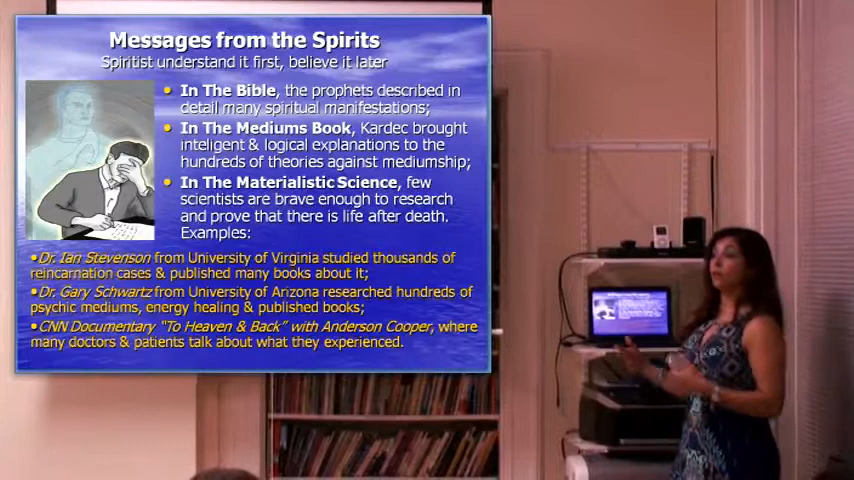 Messages from the Spirits
Spiritist understand it first, believe it later
• In The Bible, the prophets described in
detail many spiritual manifestations;
• In The Mediums Book, Kardec brought
inteligent & logical explanations to the
hundreds of theories against mediumship;
• In The Materialistic Science, few
scientists are brave enough to research
and prove that there is life after death.
Examples:
•Dr. Ian Stevenson from University of Virginia studied thousands of
reincarnation cases & published many books about it;
•Dr. Gary Schwartz from University of Arizona researched hundreds of
psychic mediums, energy healing & published books;
•CNN Documentary "To Heaven & Back" with Anderson Cooper, where
many doctors & patients talk about what they experienced.